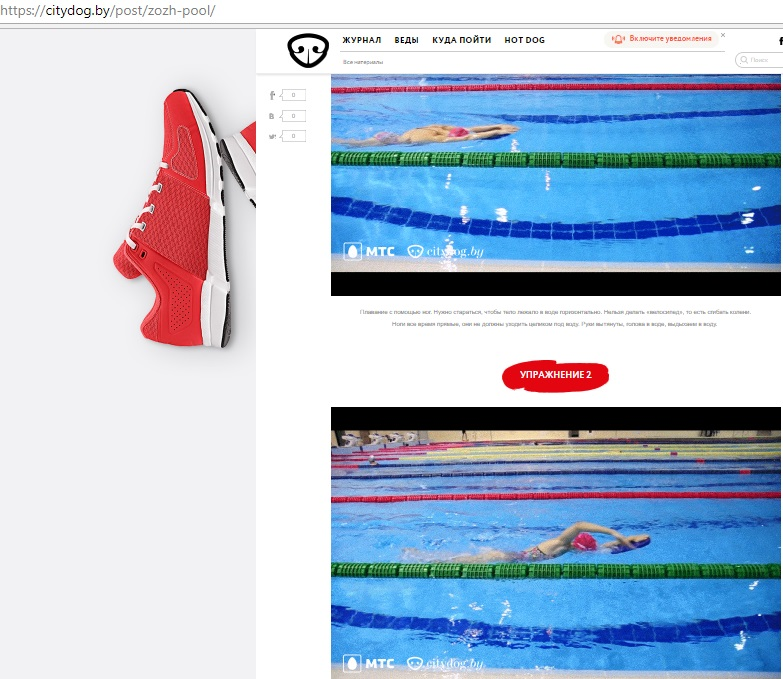 https://citydog.by/post/zozh-pool/
ЖУРНАЛ ВЕДЫ КУДА ПОЙТИ HOT DOG
Включите уведомления
Все материалы
Поиск
0
0
0
МТС citydog.by
Плавание с помощью ног. Нужно стараться, чтобы тело лежало в воде горизонтально. Нельзя делать «велосипед», то есть сгибать колени.
Ноги все время прямые, они не должны уходить целиком под воду. Руки вытянуты, голова в воде, выдыхаем в воду.
УПРАЖНЕНИЕ 2
МТС citydog.by